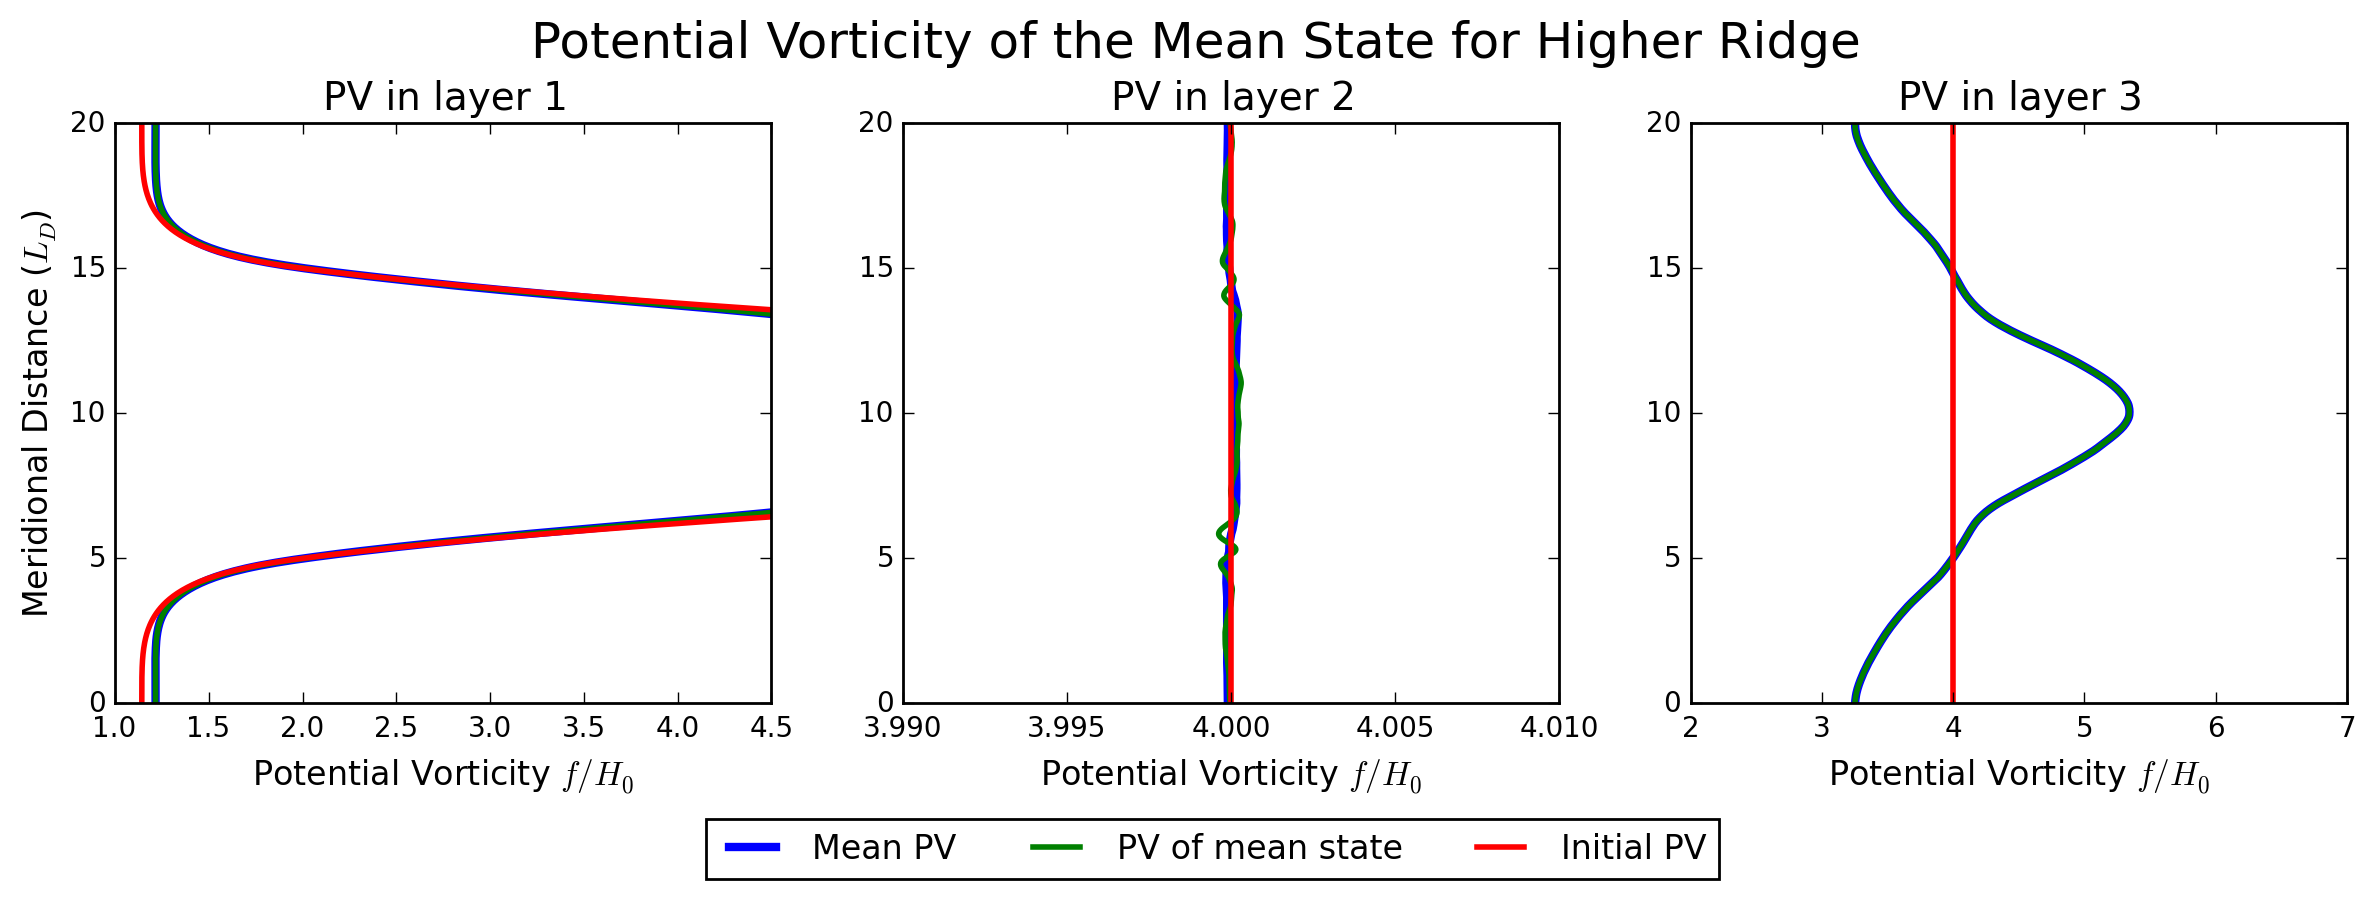 Potential Vorticity of the Mean State for Higher Ridge
PV in layer 1
PV in layer 2
PV in layer 3
Meridional Distance (L_D)
20
15
10
5
0
1.0 1.5 2.0 2.5 3.0 3.5 4.0 4.5
Potential Vorticity f/H_0
20
15
10
5
0
3.990 3.995 4.000 4.005 4.010
Potential Vorticity f/H_0
20
15
10
5
0
2 3 4 5 6 7
Potential Vorticity f/H_0
Mean PV PV of mean state Initial PV